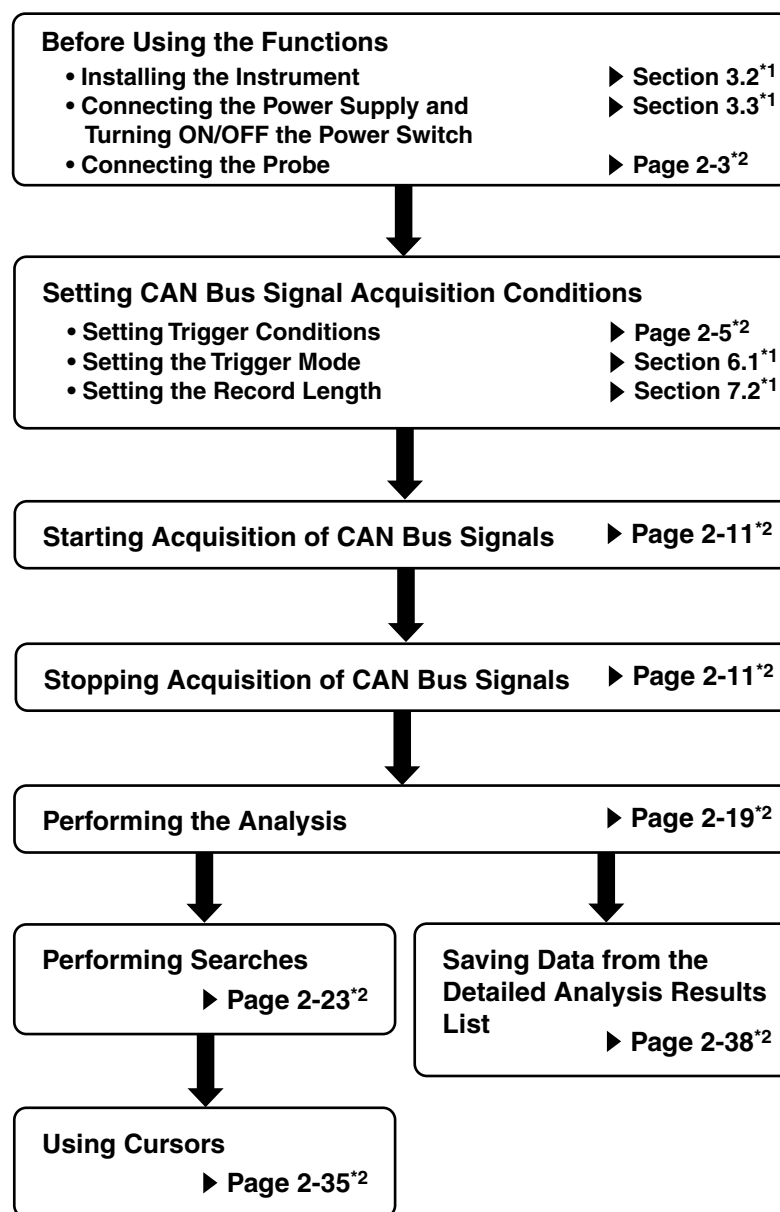 Before Using the Functions
• Installing the Instrument ▶ Section 3.2*1
• Connecting the Power Supply and ▶ Section 3.3*1
Turning ON/OFF the Power Switch
• Connecting the Probe ▶ Page 2-3*2
Setting CAN Bus Signal Acquisition Conditions
• Setting Trigger Conditions ▶ Page 2-5*2
• Setting the Trigger Mode ▶ Section 6.1*1
• Setting the Record Length ▶ Section 7.2*1
Starting Acquisition of CAN Bus Signals ▶ Page 2-11*2
Stopping Acquisition of CAN Bus Signals ▶ Page 2-11*2
Performing the Analysis ▶ Page 2-19*2
Performing Searches
▶ Page 2-23*2
Saving Data from the
Detailed Analysis Results
List
▶ Page 2-38*2
Using Cursors
▶ Page 2-35*2